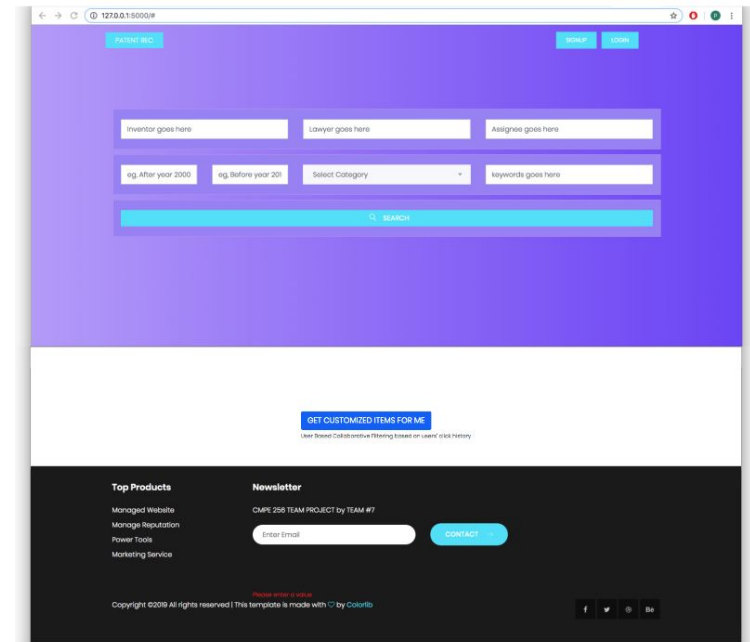 127.0.0.1:5000/#
PATENT REC
SIGNUP LOGIN
Inventor goes here Lawyer goes here Assignee goes here
eg, After year 2000 eg, Before year 201 Select Category keywords goes here
SEARCH
GET CUSTOMIZED ITEMS FOR ME
User Based Collaborative Filtering based on users' click history
Top Products Newsletter
Managed Website CMPE 256 TEAM PROJECT by TEAM #7
Manage Reputation
Power Tools Enter Email CONTACT
Marketing Service
Please enter a value
Copyright ©2019 All rights reserved | This template is made with ♡ by Colorlib
f Bē